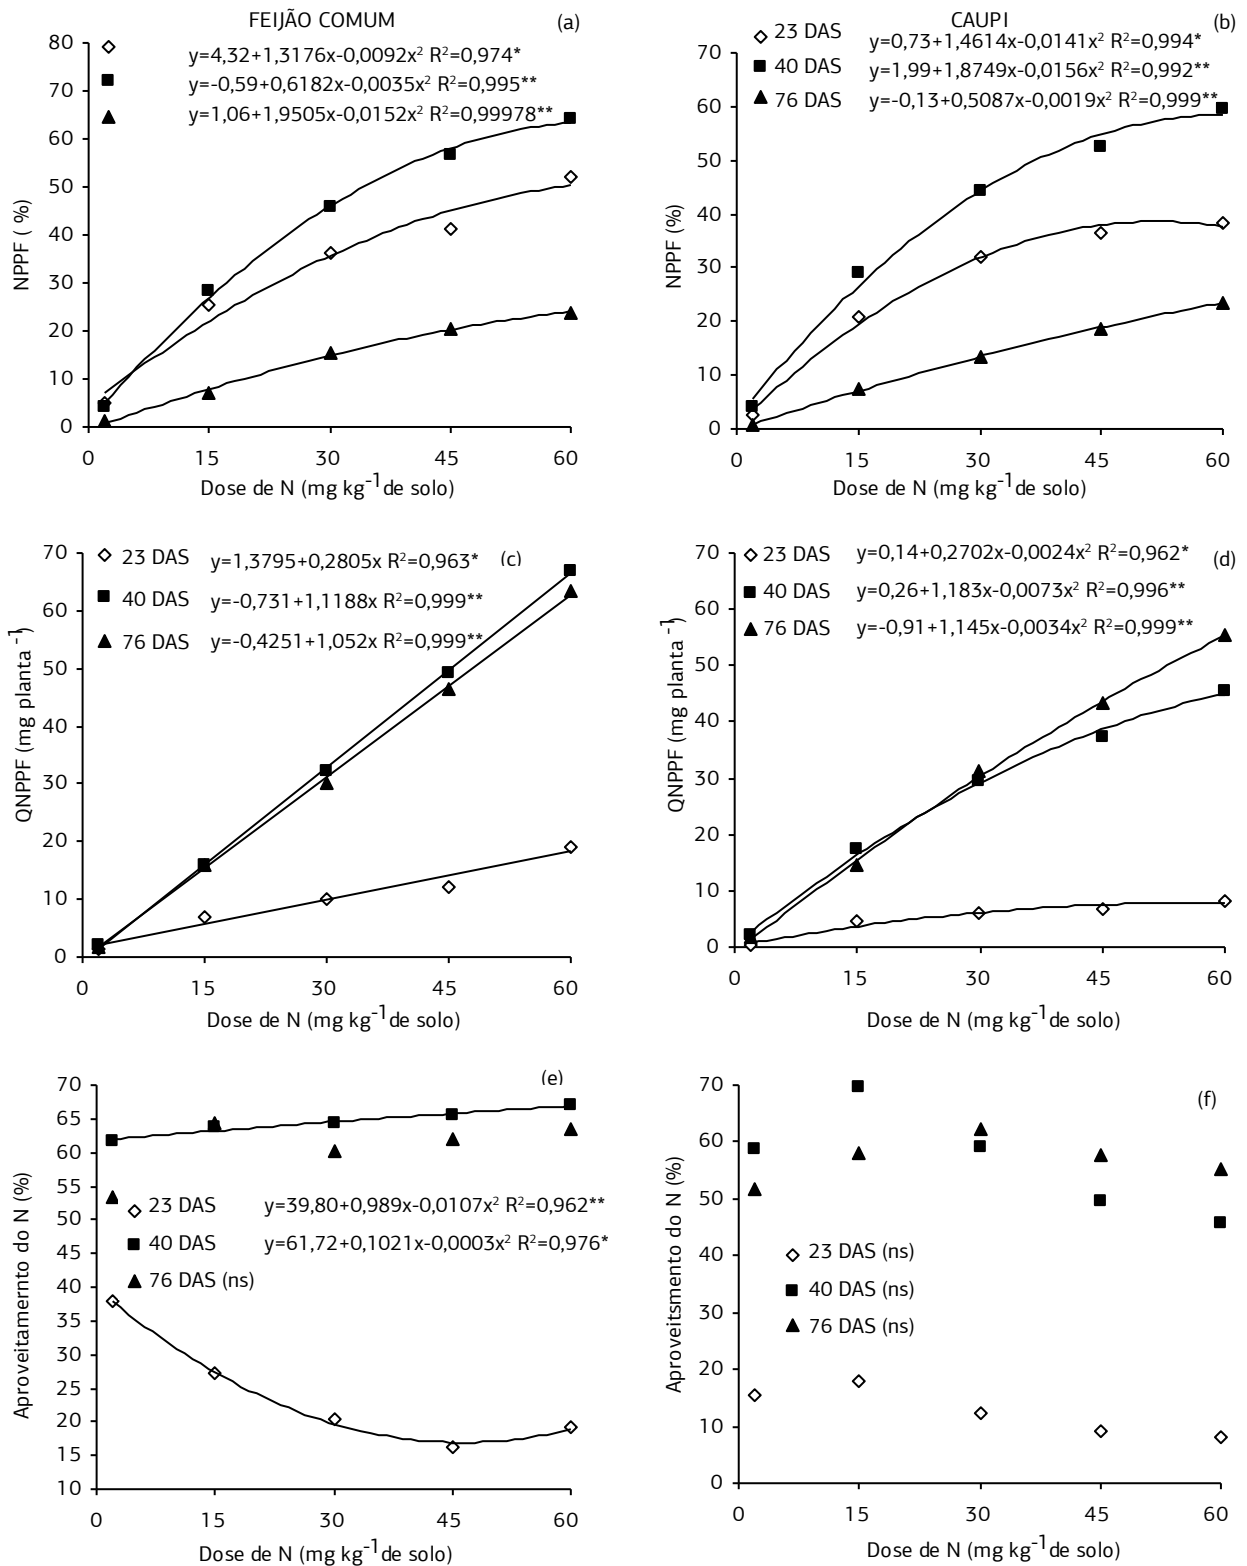 FEIJÃO COMUM
(a)
y=4,32+1,3176x-0,0092x² R²=0,974*
y=-0,59+0,6182x-0,0035x² R²=0,995**
y=1,06+1,9505x-0,0152x² R²=0,99978**
NPPF ( %)
80
70
60
50
40
30
20
10
0
0 15 30 45 60
Dose de N (mg kg⁻¹ de solo)
CAUPI
(b)
23 DAS y=0,73+1,4614x-0,0141x² R²=0,994*
40 DAS y=1,99+1,8749x-0,0156x² R²=0,992**
76 DAS y=-0,13+0,5087x-0,0019x² R²=0,999**
NPPF (%)
70
60
50
40
30
20
10
0
0 15 30 45 60
Dose de N (mg kg⁻¹ de solo)
(c)
23 DAS y=1,3795+0,2805x R²=0,963*
40 DAS y=-0,731+1,1188x R²=0,999**
76 DAS y=-0,4251+1,052x R²=0,999**
QNPPF (mg planta ⁻¹)
70
60
50
40
30
20
10
0
0 15 30 45 60
Dose de N (mg kg⁻¹ de solo)
(d)
23 DAS y=0,14+0,2702x-0,0024x² R²=0,962*
40 DAS y=0,26+1,183x-0,0073x² R²=0,996**
76 DAS y=-0,91+1,145x-0,0034x² R²=0,999**
QNPPF (mg planta ⁻¹)
70
60
50
40
30
20
10
0
0 15 30 45 60
Dose de N (mg kg⁻¹ de solo)
(e)
23 DAS y=39,80+0,989x-0,0107x² R²=0,962**
40 DAS y=61,72+0,1021x-0,0003x² R²=0,976*
76 DAS (ns)
Aproveitamernto do N (%)
70
65
60
55
50
45
40
35
30
25
20
15
10
0 15 30 45 60
Dose de N (mg kg⁻¹ de solo)
(f)
23 DAS (ns)
40 DAS (ns)
76 DAS (ns)
Aproveitsmento do N (%)
70
60
50
40
30
20
10
0
0 15 30 45 60
Dose de N (mg kg⁻¹ de solo)